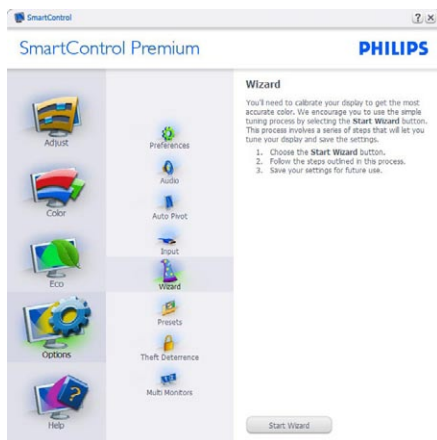 SmartControl
SmartControl Premium
PHILIPS
Adjust
Color
Eco
Options
Help
Preferences
Audio
Auto Pivot
Input
Wizard
Presets
Theft Deterrence
Multi Monitors
Wizard
You'll need to calibrate your display to get the most
accurate color. We encourage you to use the simple
tuning process by selecting the Start Wizard button.
This process involves a series of steps that will let you
tune your display and save the settings.
1. Choose the Start Wizard button.
2. Follow the steps outlined in this process.
3. Save your settings for future use.
Start Wizard